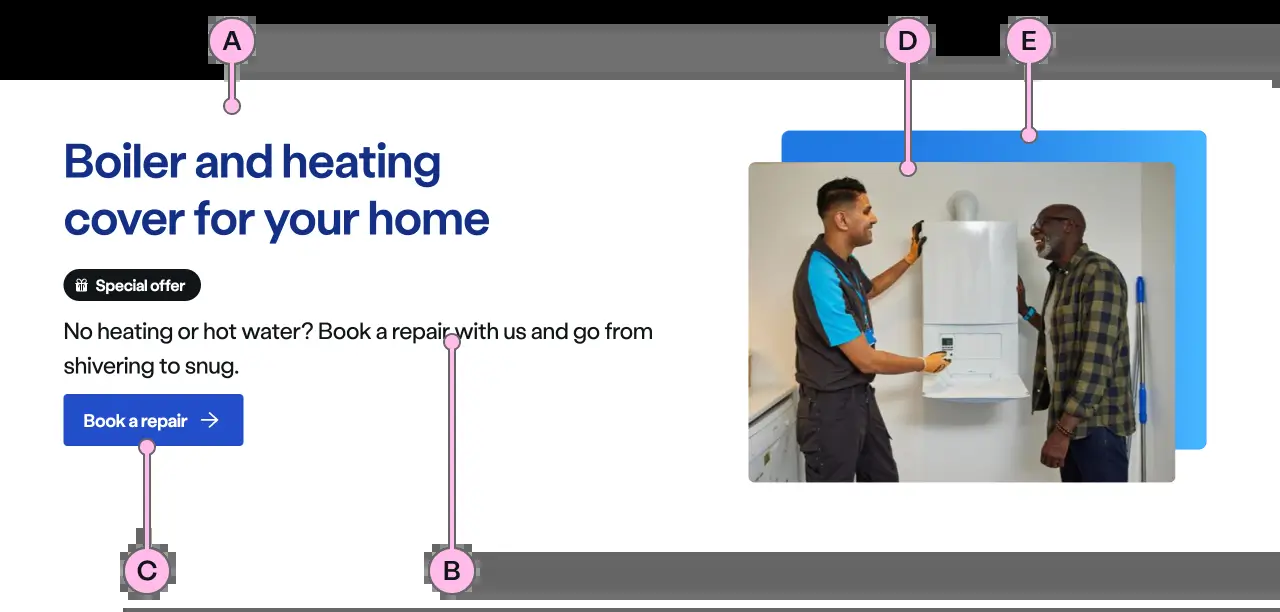 A
D
E
Boiler and heating
cover for your home
Special offer
No heating or hot water? Book a repair with us and go from
shivering to snug.
Book a repair
C
B